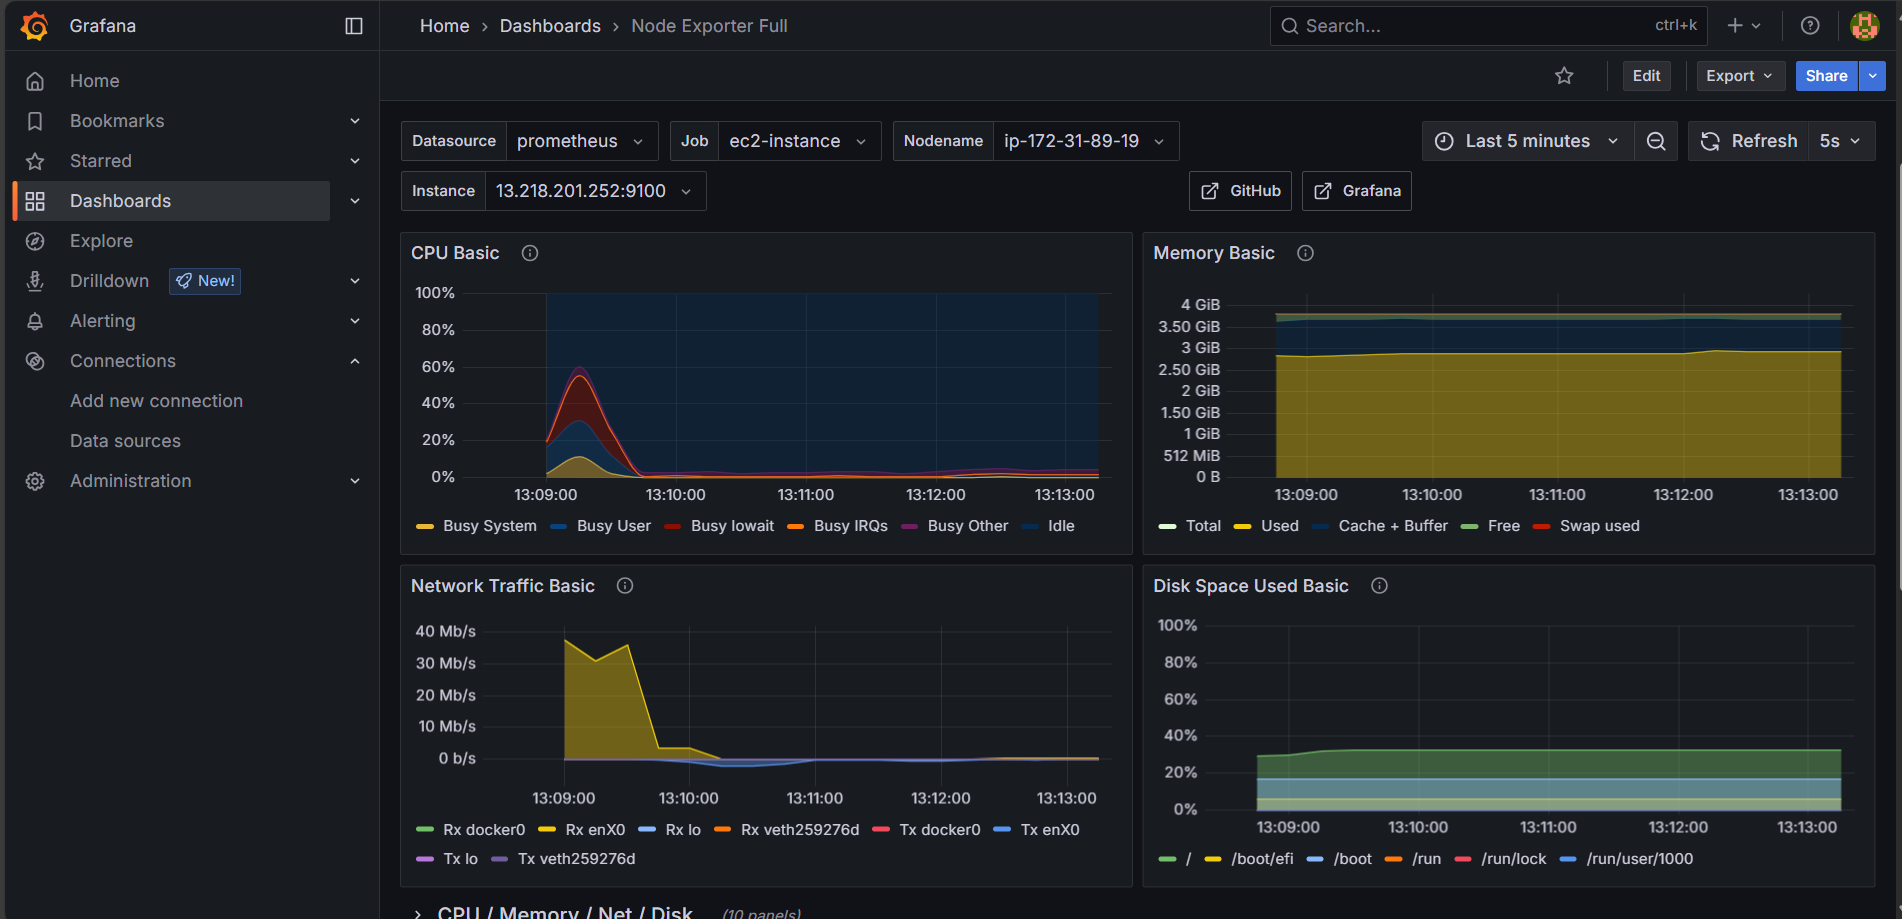 Grafana
Home › Dashboards › Node Exporter Full
Search... ctrl+k
Home
Bookmarks
Starred
Dashboards
Explore
Drilldown New!
Alerting
Connections
Add new connection
Data sources
Administration
Edit Export Share
Datasource prometheus Job ec2-instance Nodename ip-172-31-89-19 Last 5 minutes Refresh 5s
Instance 13.218.201.252:9100 GitHub Grafana
CPU Basic
100%
80%
60%
40%
20%
0%
13:09:00 13:10:00 13:11:00 13:12:00 13:13:00
Busy System Busy User Busy Iowait Busy IRQs Busy Other Idle
Memory Basic
4 GiB
3.50 GiB
3 GiB
2.50 GiB
2 GiB
1.50 GiB
1 GiB
512 MiB
0 B
13:09:00 13:10:00 13:11:00 13:12:00 13:13:00
Total Used Cache + Buffer Free Swap used
Network Traffic Basic
40 Mb/s
30 Mb/s
20 Mb/s
10 Mb/s
0 b/s
13:09:00 13:10:00 13:11:00 13:12:00 13:13:00
Rx docker0 Rx enX0 Rx lo Rx veth259276d Tx docker0 Tx enX0
Tx lo Tx veth259276d
Disk Space Used Basic
100%
80%
60%
40%
20%
0%
13:09:00 13:10:00 13:11:00 13:12:00 13:13:00
/ /boot/efi /boot /run /run/lock /run/user/1000
CPU / Memory / Net / Disk (10 panels)